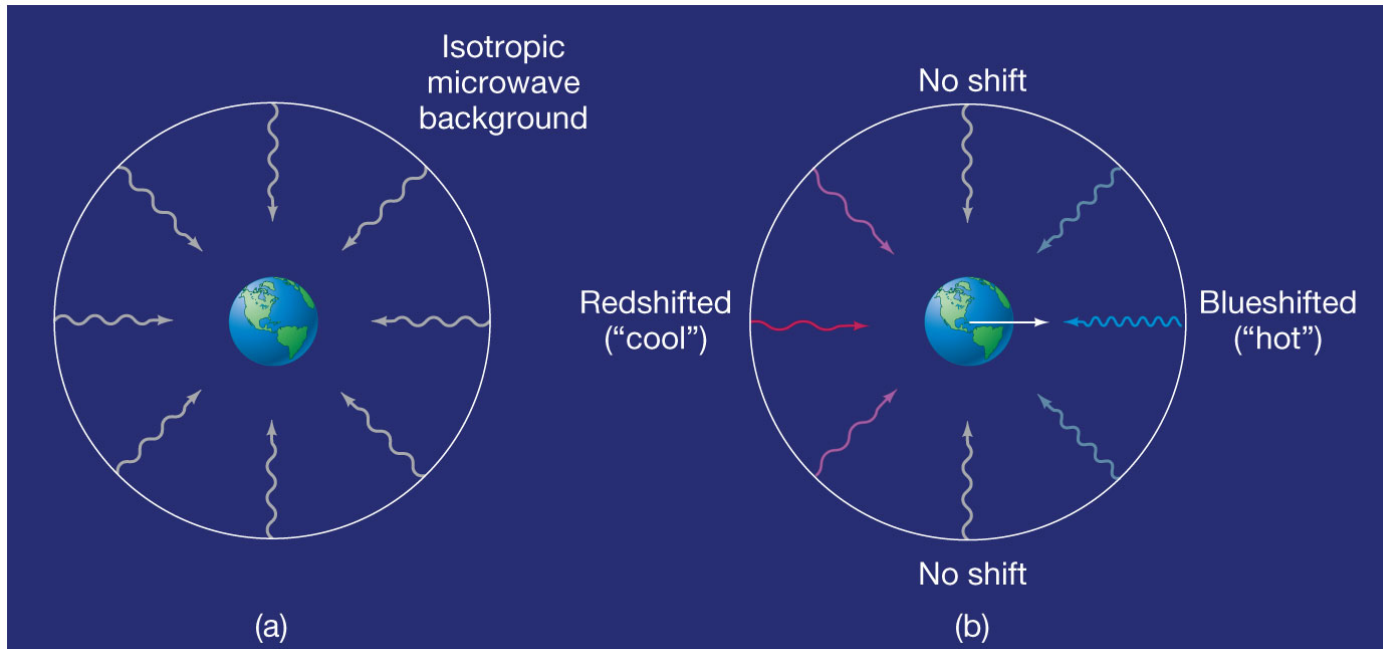 Isotropic
microwave
background
(a)
No shift
Redshifted
(“cool”)
Blueshifted
(“hot”)
No shift
(b)